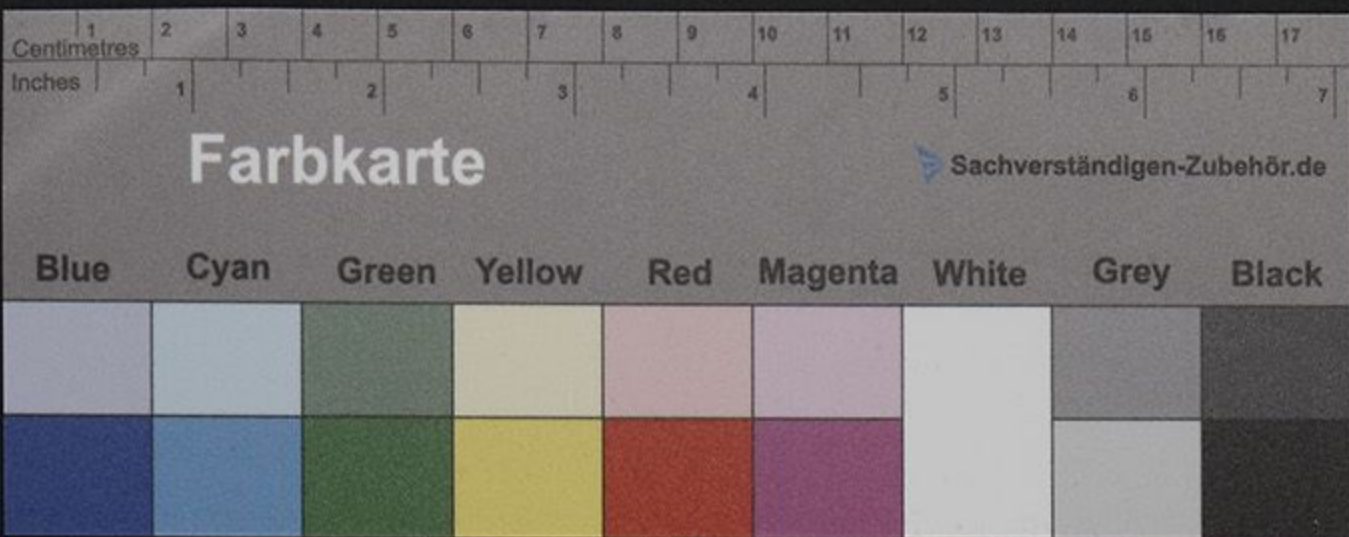 1 2 3 4 5 6 7 8 9 10 11 12 13 14 15 16 17
Centimetres
Inches
1 2 3 4 5 6 7
Farbkarte
Sachverständigen-Zubehör.de
Blue Cyan Green Yellow Red Magenta White Grey Black